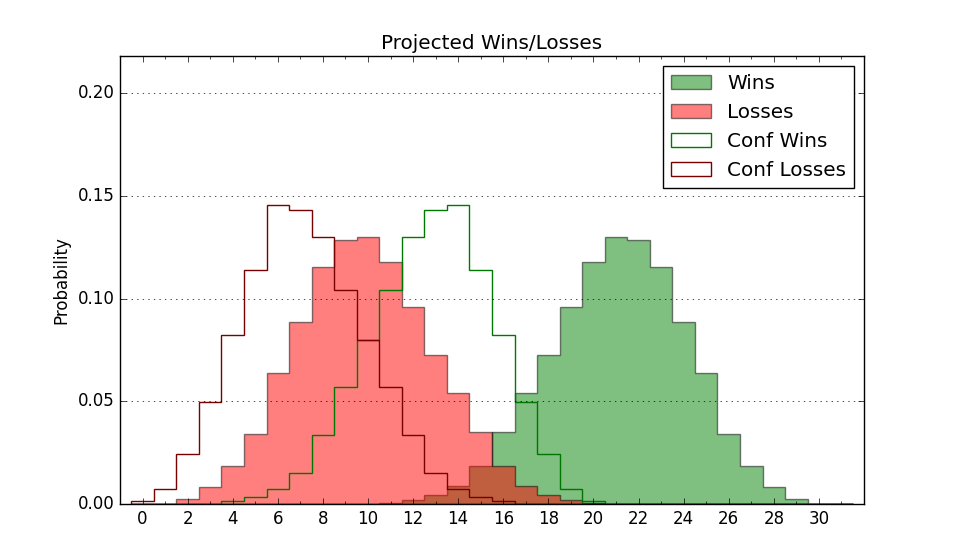 Projected Wins/Losses
Probability
0.20
0.15
0.10
0.05
0.00
Wins
Losses
Conf Wins
Conf Losses
0 2 4 6 8 10 12 14 16 18 20 22 24 26 28 30